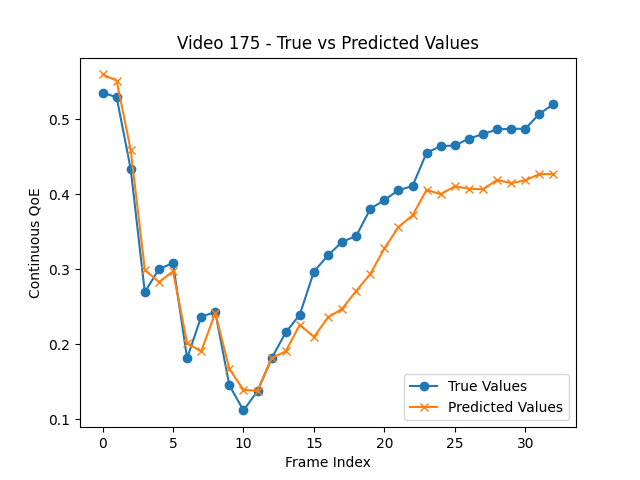 Video 175 - True vs Predicted Values
Continuous QoE
0.5
0.4
0.3
0.2
0.1
True Values
Predicted Values
0 5 10 15 20 25 30
Frame Index